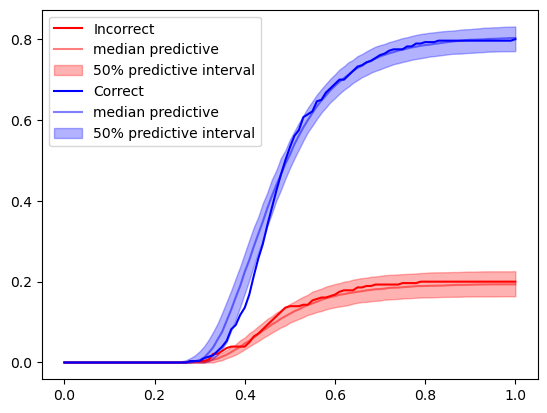 Incorrect
median predictive
50% predictive interval
Correct
median predictive
50% predictive interval
0.8
0.6
0.4
0.2
0.0
0.0 0.2 0.4 0.6 0.8 1.0